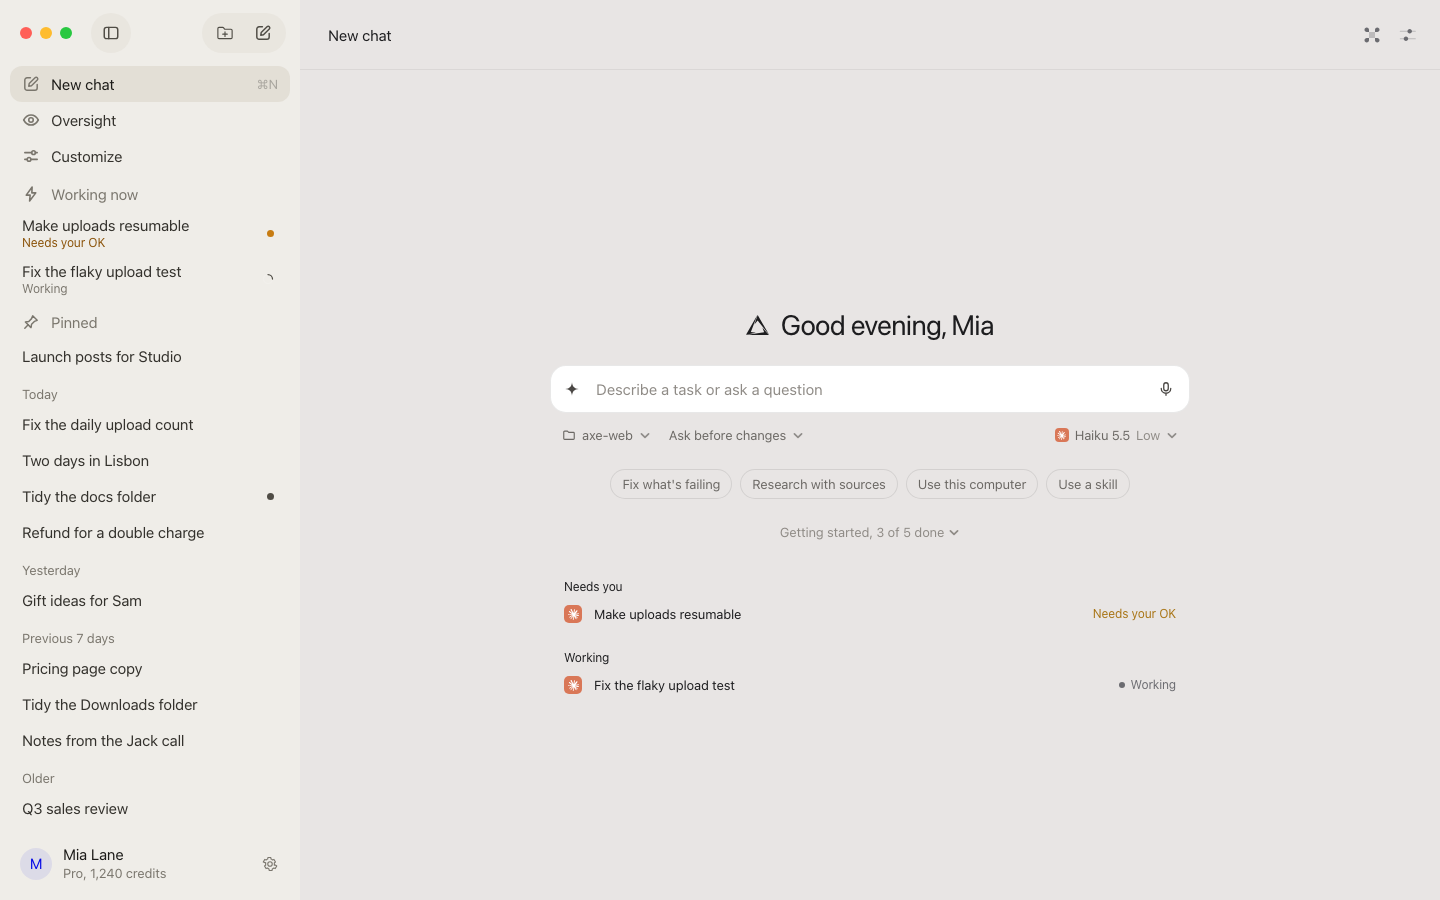 New chat
⌘N
Oversight
Customize
Working now
Make uploads resumable
Needs your OK
Fix the flaky upload test
Working
Pinned
Launch posts for Studio
Today
Fix the daily upload count
Two days in Lisbon
Tidy the docs folder
Refund for a double charge
Yesterday
Gift ideas for Sam
Previous 7 days
Pricing page copy
Tidy the Downloads folder
Notes from the Jack call
Older
Q3 sales review
M
Mia Lane
Pro, 1,240 credits
New chat
Good evening, Mia
Describe a task or ask a question
axe-web
Ask before changes
Haiku 5.5 Low
Fix what's failing
Research with sources
Use this computer
Use a skill
Getting started, 3 of 5 done
Needs you
Make uploads resumable
Needs your OK
Working
Fix the flaky upload test
Working